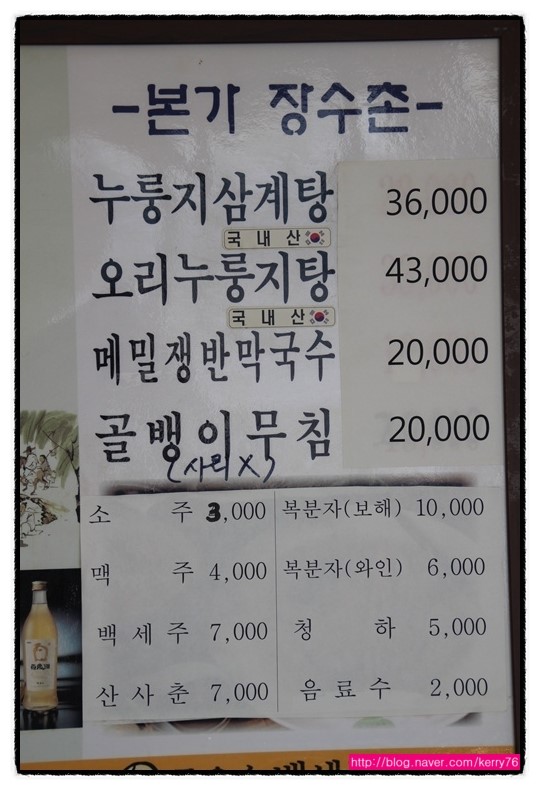 -본가 장수촌-
누룽지삼계탕 36,000
국내산
오리누룽지탕 43,000
국내산
메밀쟁반막국수 20,000
골뱅이무침 20,000
(사리X)
소 주 3,000 복분자(보해) 10,000
맥 주 4,000 복분자(와인) 6,000
백 세 주 7,000 청 하 5,000
산 사 춘 7,000 음 료 수 2,000
http://blog.naver.com/kerry76